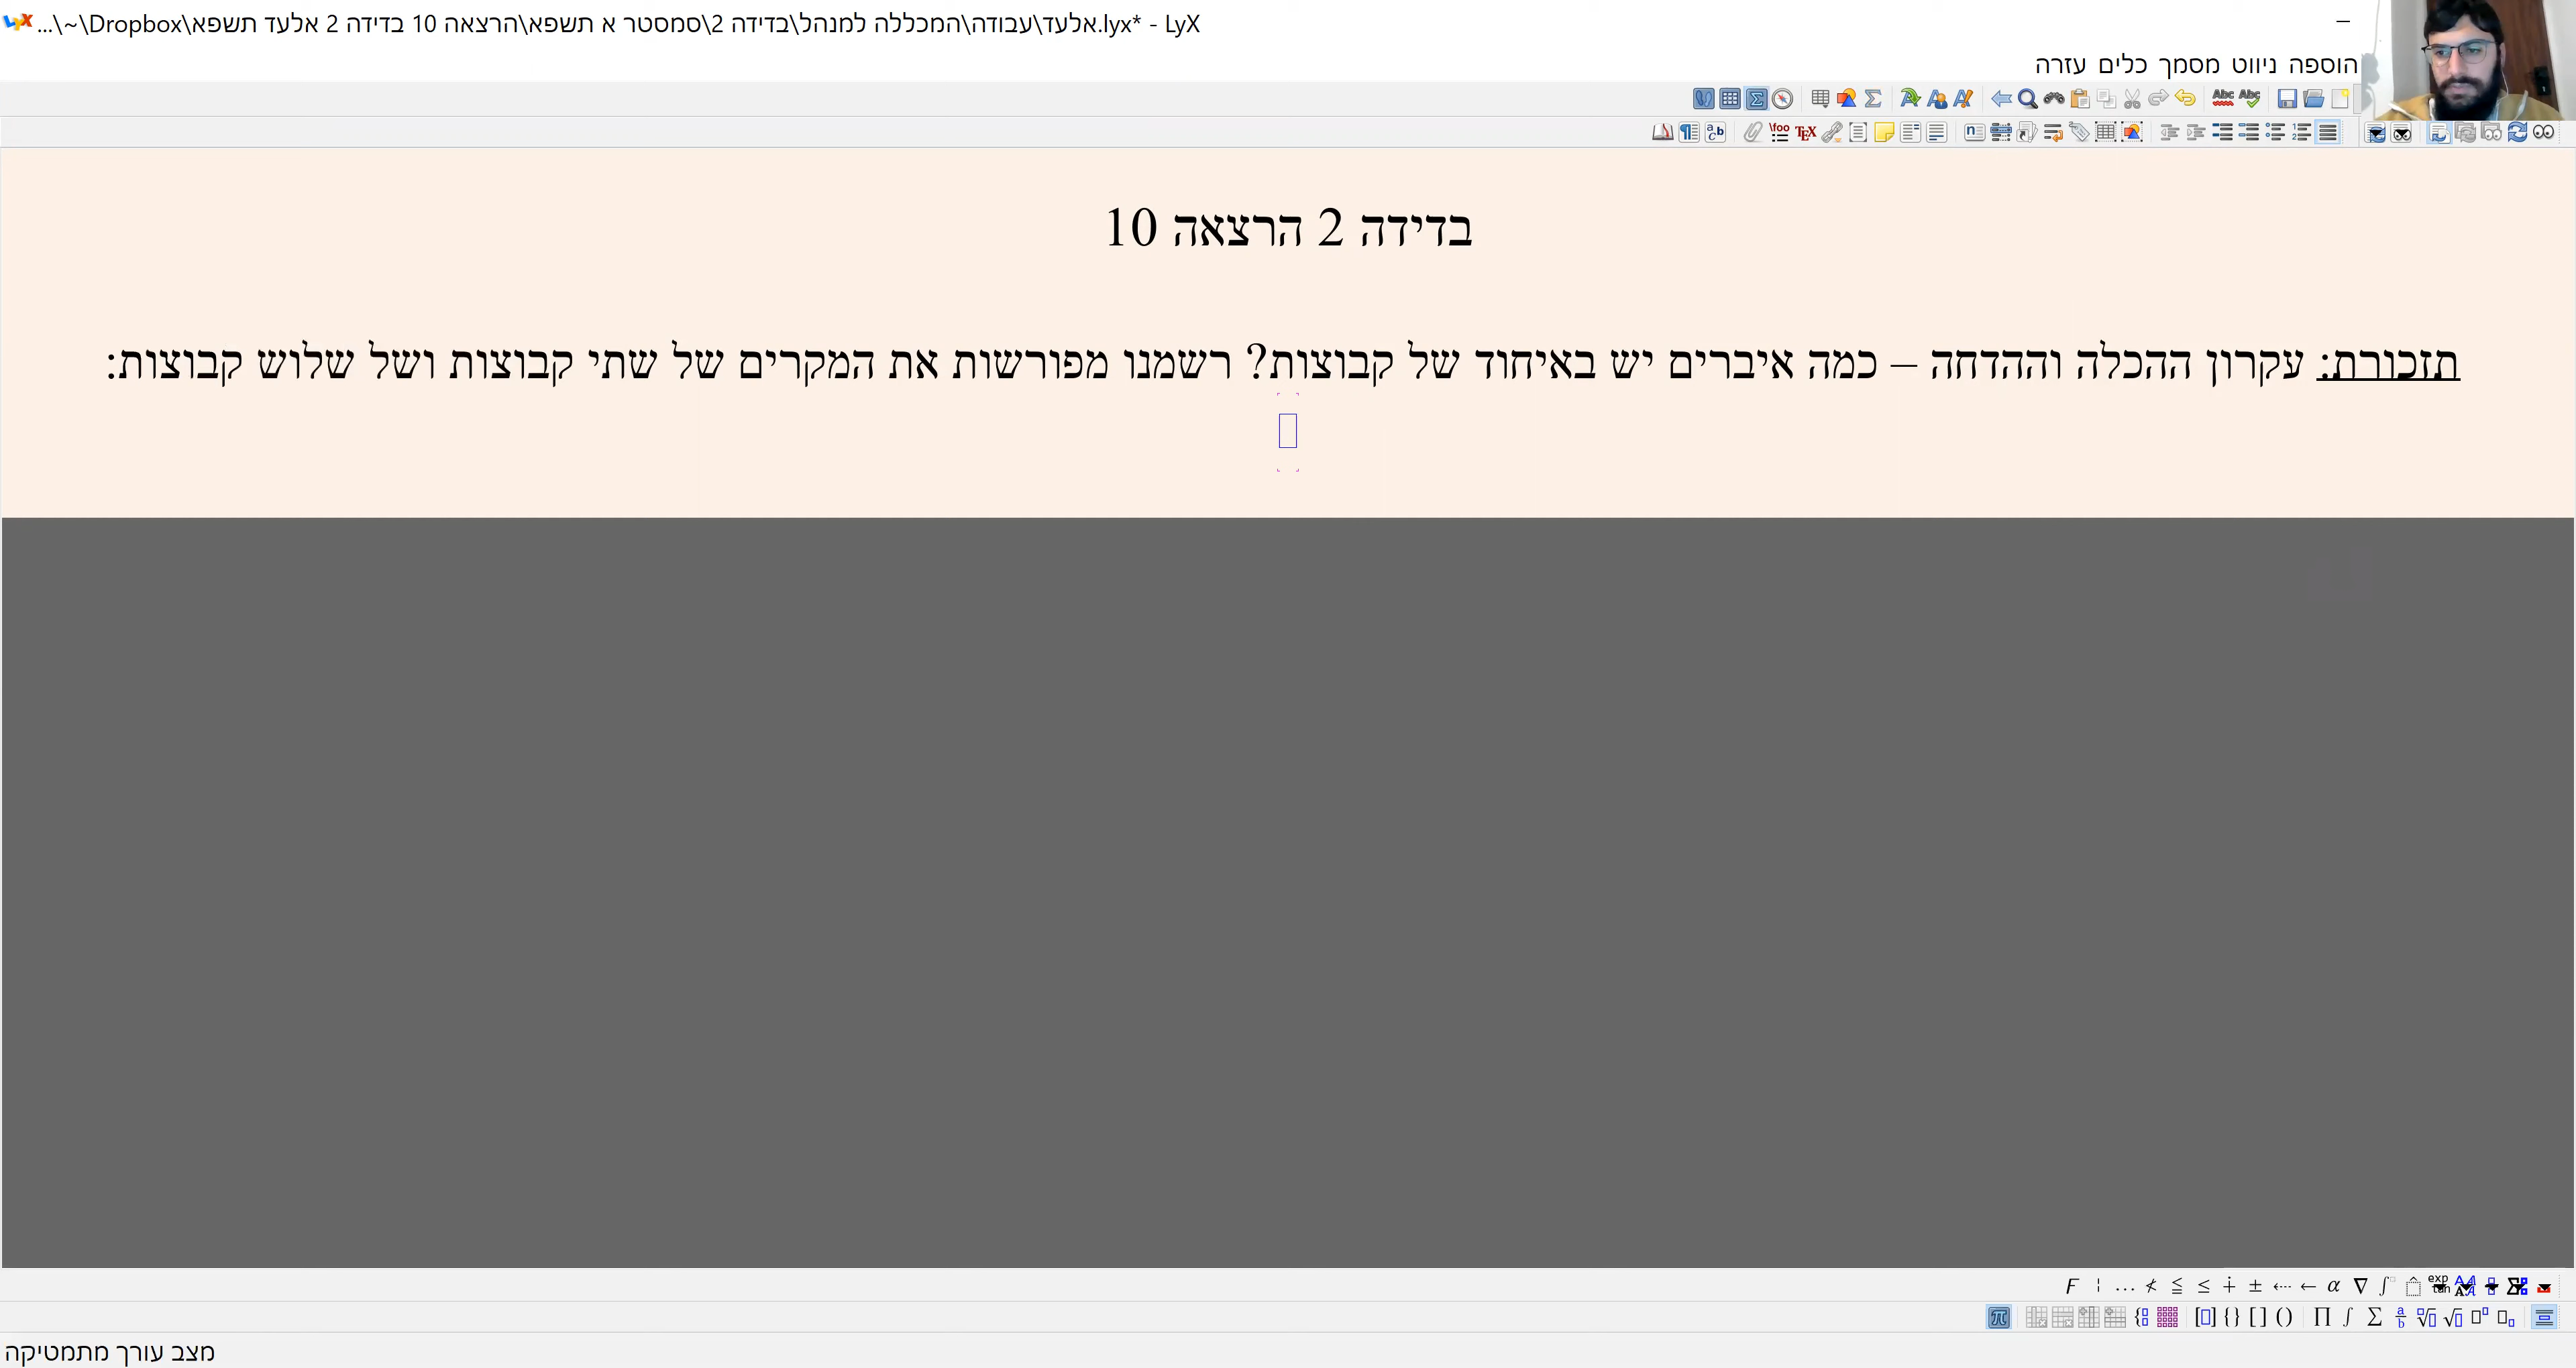 ...\~\Dropbox\אלעד\עבודה\המכללה למנהל\בדידה 2\סמסטר א תשפא\הרצאה 10 בדידה 2 אלעד תשפא.lyx* - LyX
הוספה ניווט מסמך כלים עזרה
בדידה 2 הרצאה 10
תזכורת: עקרון ההכלה וההדחה – כמה איברים יש באיחוד של קבוצות? רשמנו מפורשות את המקרים של שתי קבוצות ושל שלוש קבוצות:
מצב עורך מתמטיקה